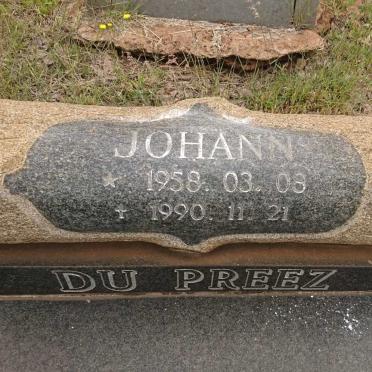 JOHANN
* 1958. 03. 08
✝ 1990. 11. 21
DU PREEZ